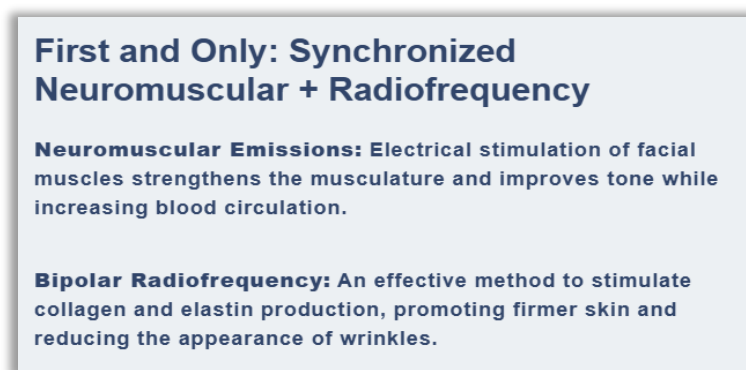 First and Only: Synchronized
Neuromuscular + Radiofrequency
Neuromuscular Emissions: Electrical stimulation of facial
muscles strengthens the musculature and improves tone while
increasing blood circulation.
Bipolar Radiofrequency: An effective method to stimulate
collagen and elastin production, promoting firmer skin and
reducing the appearance of wrinkles.